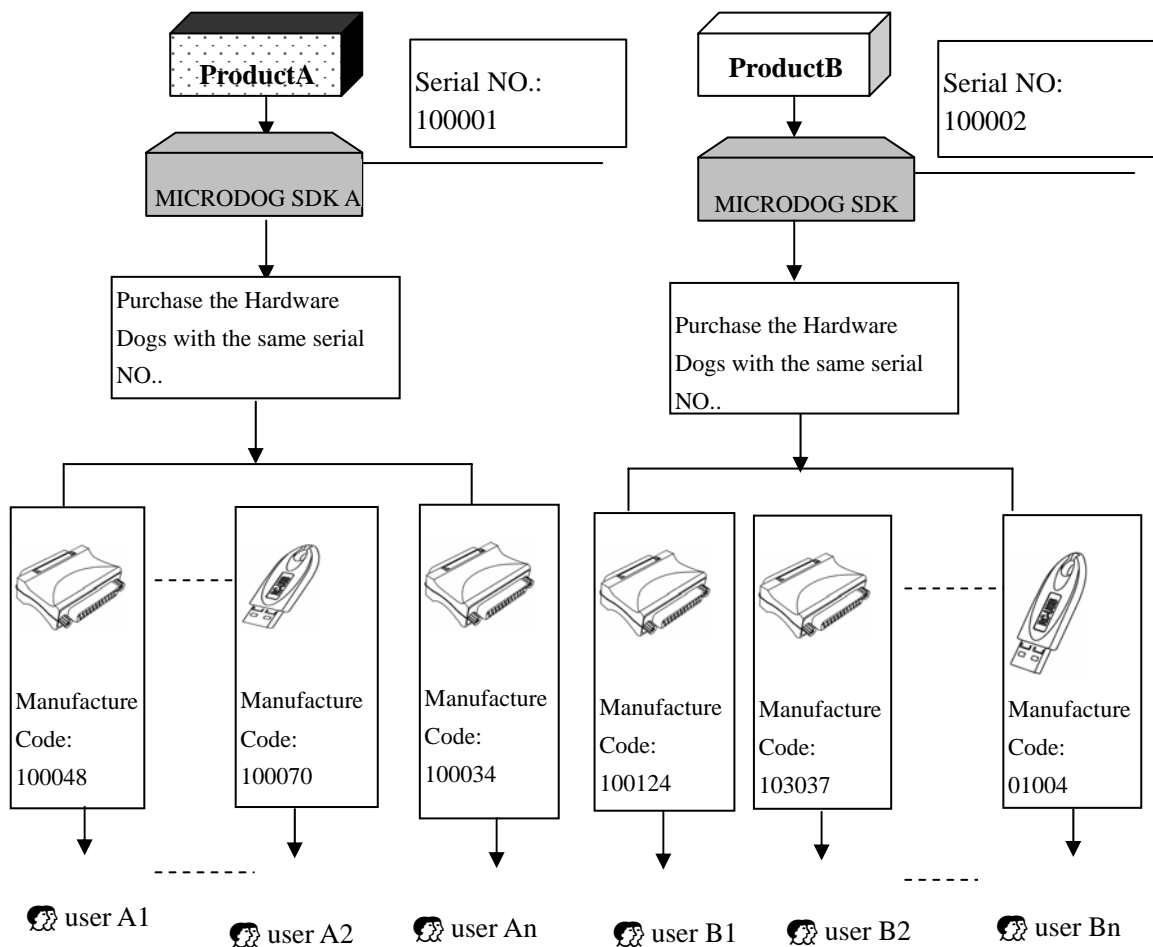 ProductA
Serial NO.:
100001
ProductB
Serial NO:
100002
MICRODOG SDK A
MICRODOG SDK
Purchase the Hardware
Dogs with the same serial
NO..
Purchase the Hardware
Dogs with the same serial
NO..
Manufacture
Code:
100048
Manufacture
Code:
100070
Manufacture
Code:
100034
Manufacture
Code:
100124
Manufacture
Code:
103037
Manufacture
Code:
01004
user A1
user A2
user An
user B1
user B2
user Bn